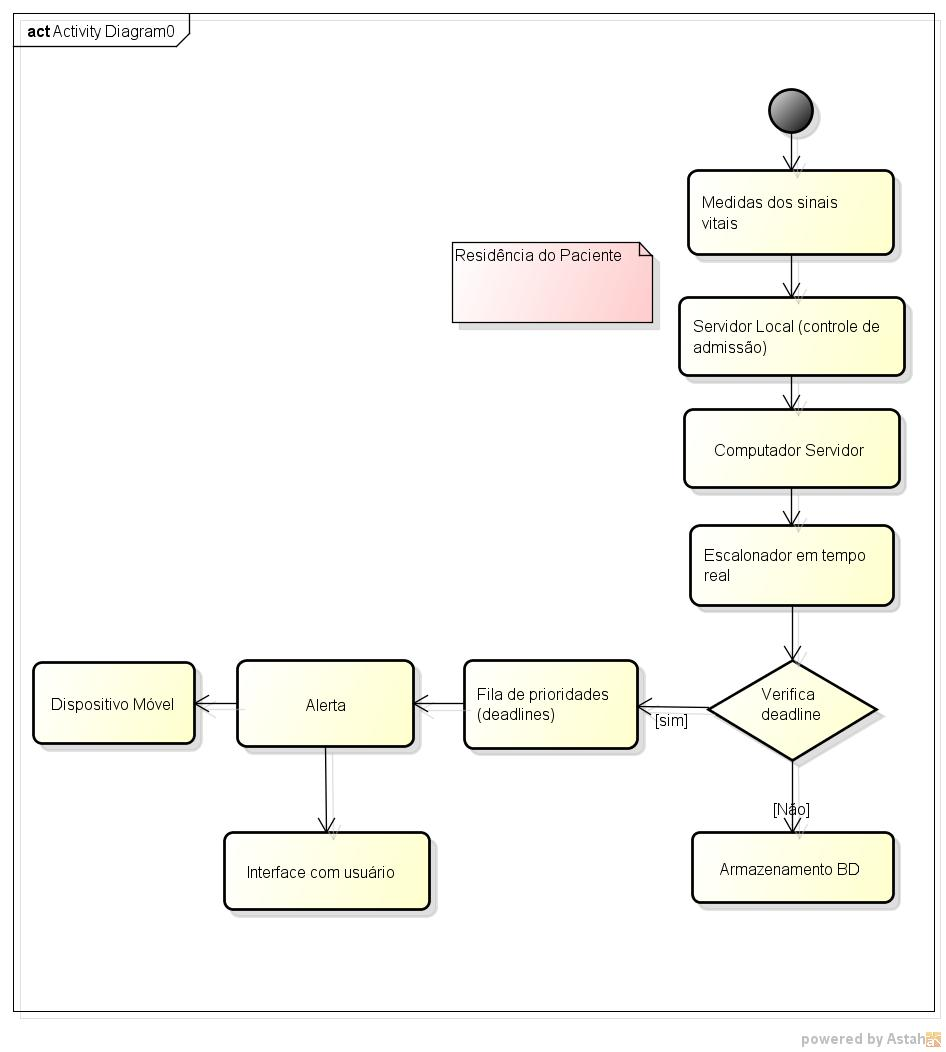 act Activity Diagram0
Medidas dos sinais
vitais
Residência do Paciente
Servidor Local (controle de
admissão)
Computador Servidor
Escalonador em tempo
real
Verifica
deadline
[sim]
Fila de prioridades
(deadlines)
Alerta
Dispositivo Móvel
[Não]
Interface com usuário
Armazenamento BD
powered by Astah